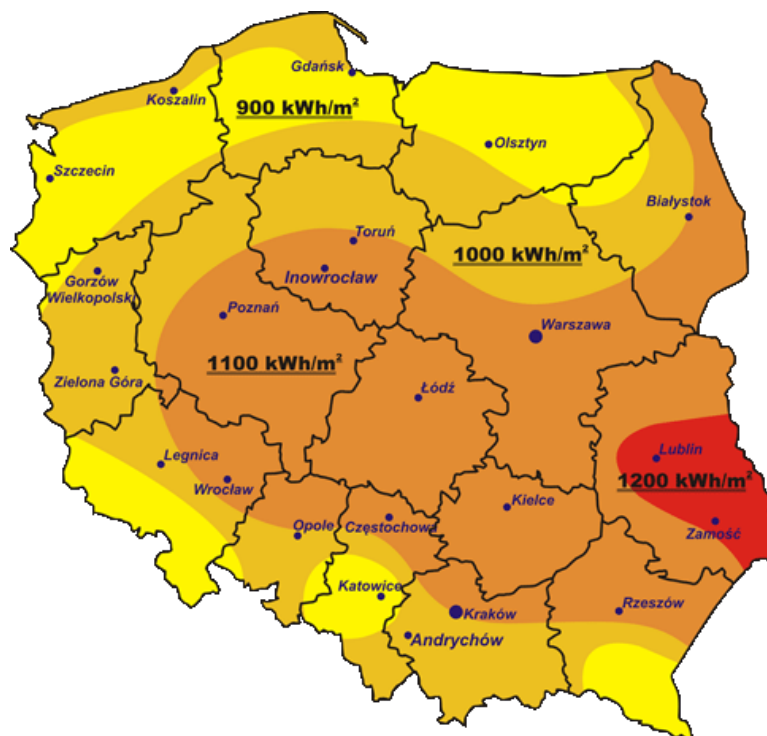 Gdańsk
Koszalin
900 kWh/m²
Olsztyn
Szczecin
Białystok
Toruń
1000 kWh/m²
Inowrocław
Gorzów
Wielkopolski
Poznań
Warszawa
1100 kWh/m²
Zielona Góra
Łódź
Legnica
Lublin
Wrocław
1200 kWh/m²
Kielce
Opole
Częstochowa
Zamość
Katowice
Kraków
Rzeszów
Andrychów